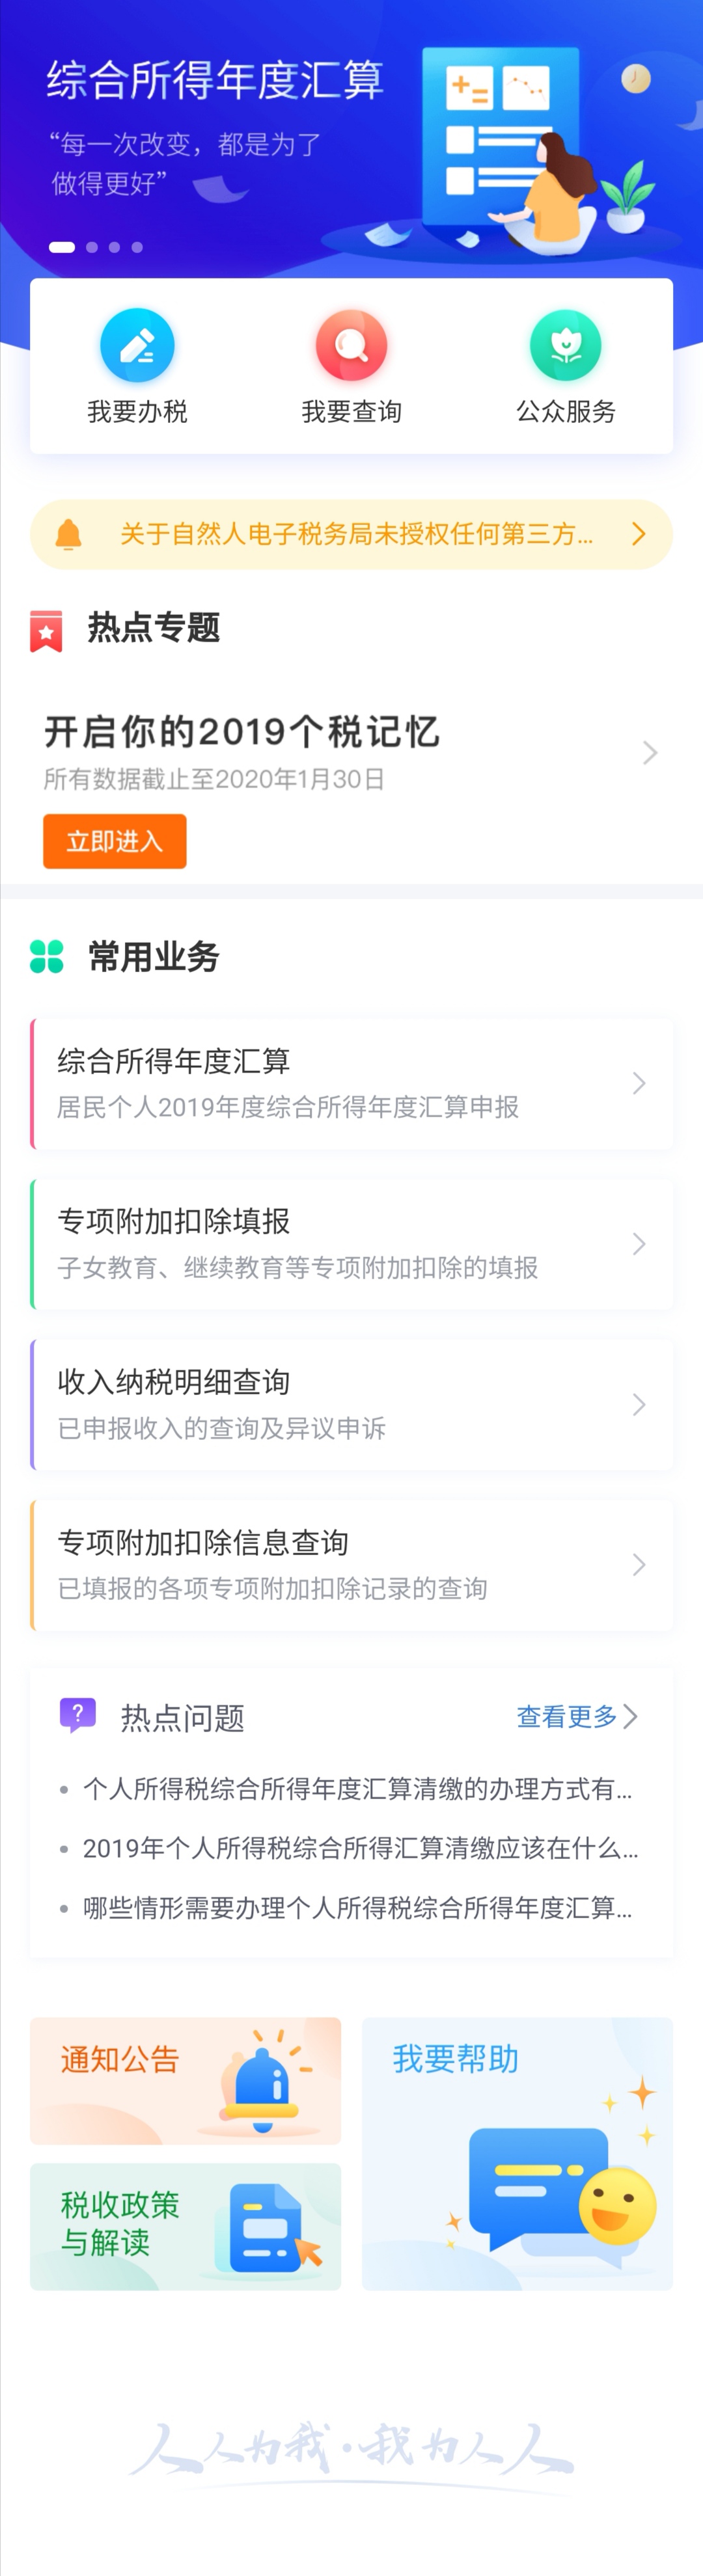 综合所得年度汇算
“每一次改变，都是为了
做得更好”
我要办税
我要查询
公众服务
关于自然人电子税务局未授权任何第三方...
热点专题
开启你的2019个税记忆
所有数据截止至2020年1月30日
立即进入
常用业务
综合所得年度汇算
居民个人2019年度综合所得年度汇算申报
专项附加扣除填报
子女教育、继续教育等专项附加扣除的填报
收入纳税明细查询
已申报收入的查询及异议申诉
专项附加扣除信息查询
已填报的各项专项附加扣除记录的查询
热点问题
查看更多
个人所得税综合所得年度汇算清缴的办理方式有...
2019年个人所得税综合所得汇算清缴应该在什么...
哪些情形需要办理个人所得税综合所得年度汇算...
通知公告
我要帮助
税收政策
与解读
人人为我·我为人人